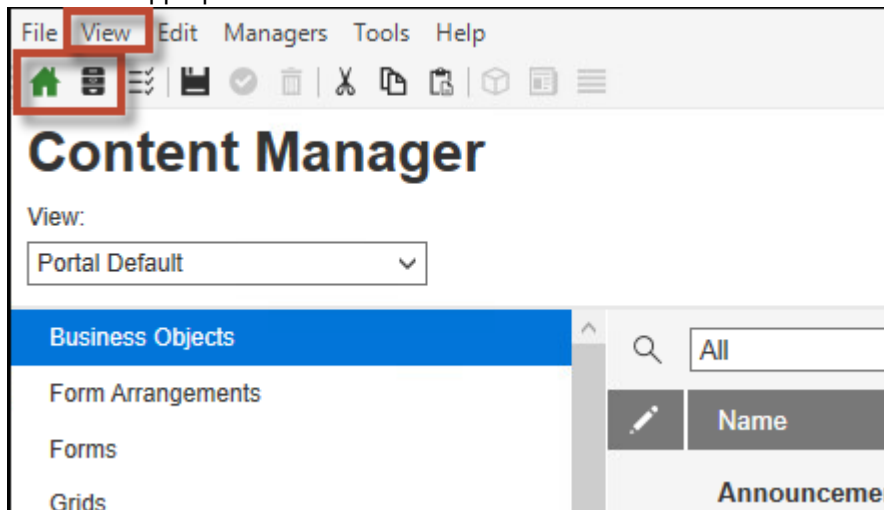 File View Edit Managers Tools Help
Content Manager
View:
Portal Default
Business Objects
All
Form Arrangements
Name
Forms
Grids